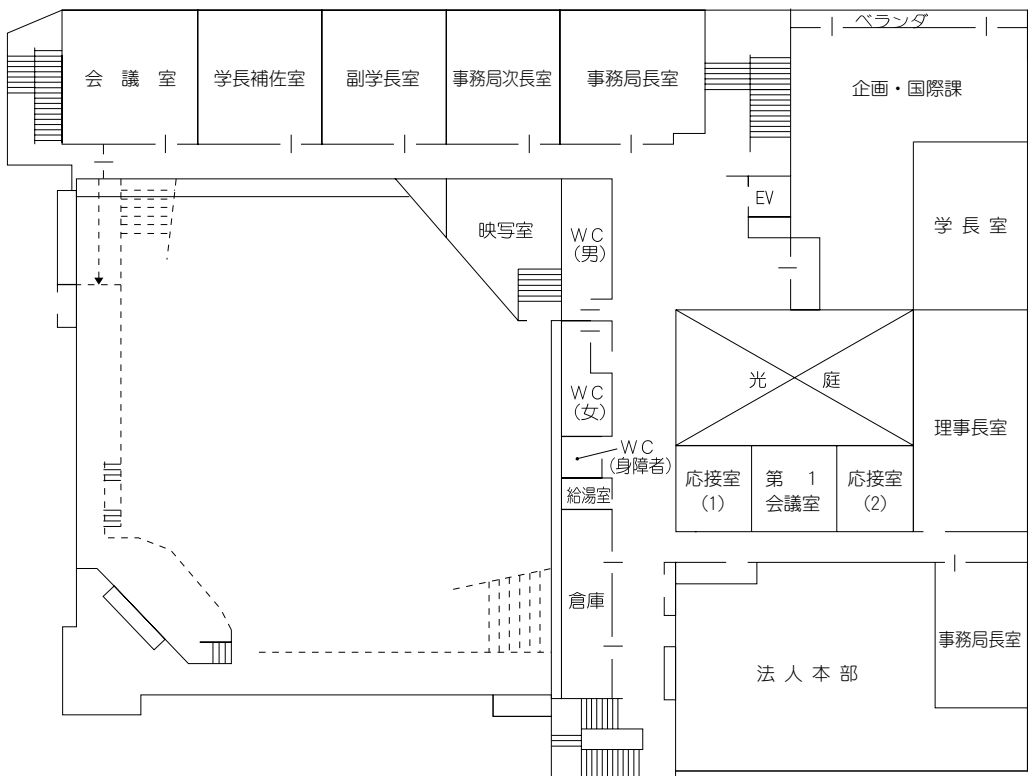 ベランダ
会 議 室
学長補佐室
副学長室
事務局次長室
事務局長室
企画・国際課
EV
学 長 室
映写室
ＷＣ
(男)
光 庭
ＷＣ
(女)
理事長室
ＷＣ
(身障者)
応接室
(1)
第 1
会議室
応接室
(2)
給湯室
倉庫
事務局長室
法 人 本 部